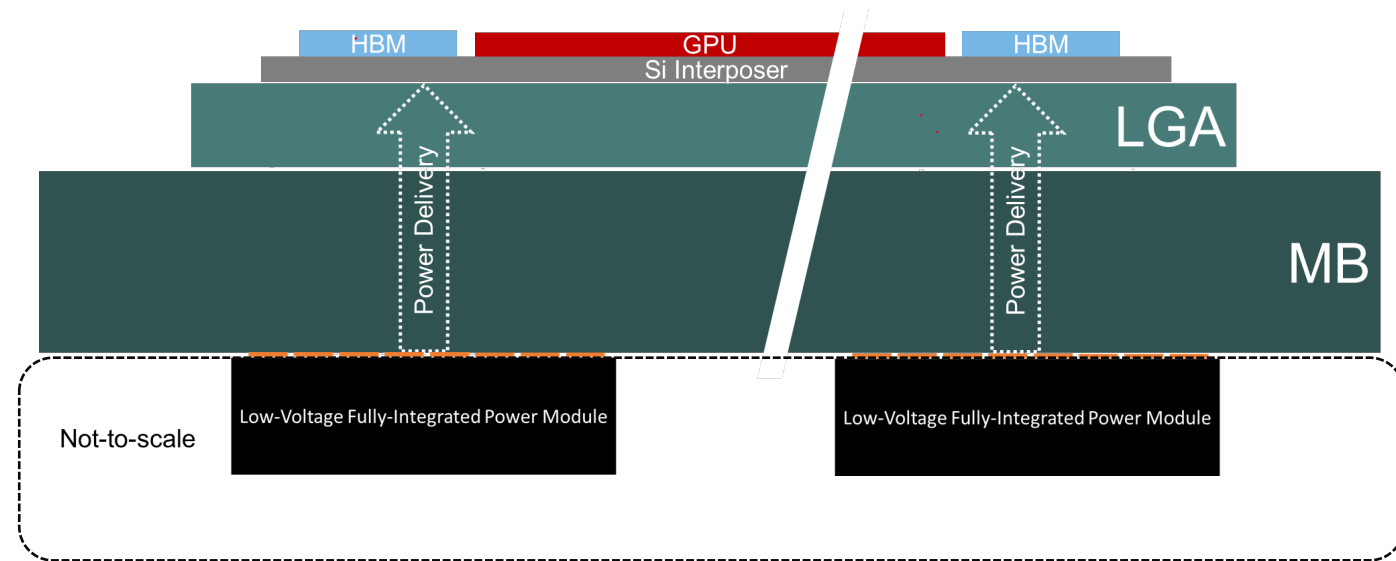 HBM
GPU
HBM
Si Interposer
LGA
Power Delivery
Power Delivery
MB
Low-Voltage Fully-Integrated Power Module
Low-Voltage Fully-Integrated Power Module
Not-to-scale